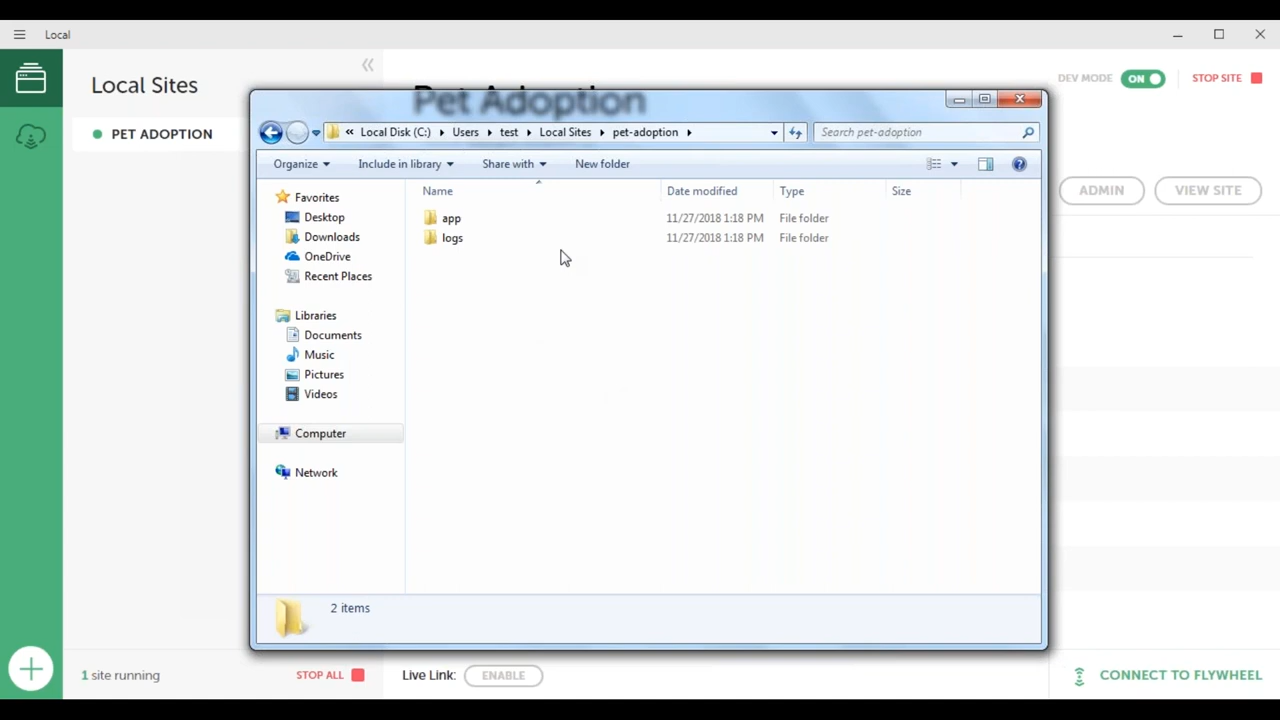 Local
Local Sites
PET ADOPTION
Pet Adoption
DEV MODE ON STOP SITE
ADMIN VIEW SITE
« Local Disk (C:) Users test Local Sites pet-adoption Search pet-adoption
Organize Include in library Share with New folder
Name Date modified Type Size
app 11/27/2018 1:18 PM File folder
logs 11/27/2018 1:18 PM File folder
Favorites
Desktop
Downloads
OneDrive
Recent Places
Libraries
Documents
Music
Pictures
Videos
Computer
Network
2 items
1 site running STOP ALL Live Link: ENABLE CONNECT TO FLYWHEEL